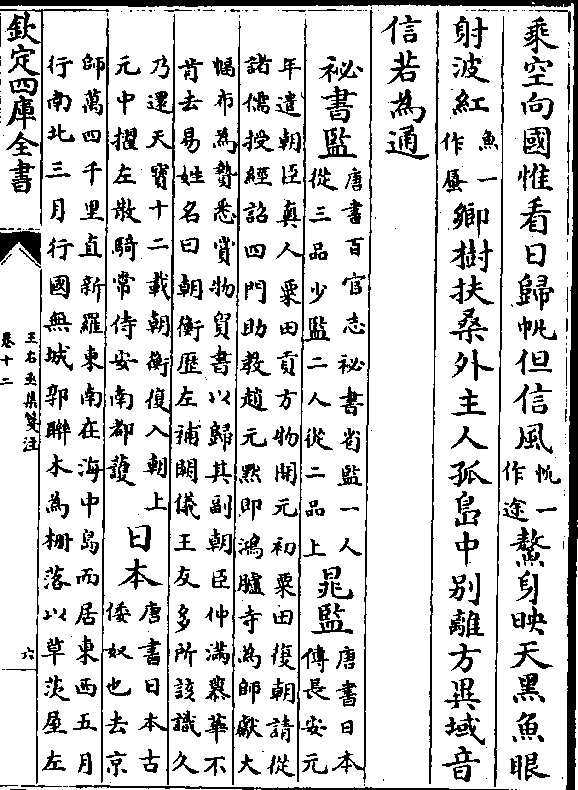 乘空向國惟看日歸帆但信風帆一作途鰲身映天黑魚眼
射波紅魚一作蜃鄉樹扶桑外主人孤島中别離方異域音
信若為通
祕書監唐書百官志祕書省監一人從三品少監二人從二品上晁監唐書日本傳長安元
年遣朝臣真人粟田貢方物開元初粟田復朝請從
諸儒授經詔四門助教趙元黙即鴻臚寺為師獻大
幅布為贄悉賞物貿書以歸其副朝臣仲滿慕華不
肯去易姓名曰朝衡歷左補闕儀王友多所該識久
乃還天寶十二載朝衡復入朝上元中擢左散騎常侍安南都護日本唐書日本古倭奴也去京
師萬四千里直新羅東南在海中島而居東西五月
行南北三月行國無城郭聯木為柵落以草茨屋左
欽定四庫全書
王右丞集箋注
卷十二
六